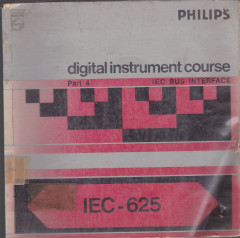 PHILIPS
digital instrument course
Part 4 IEC BUS INTERFACE
IEC-625